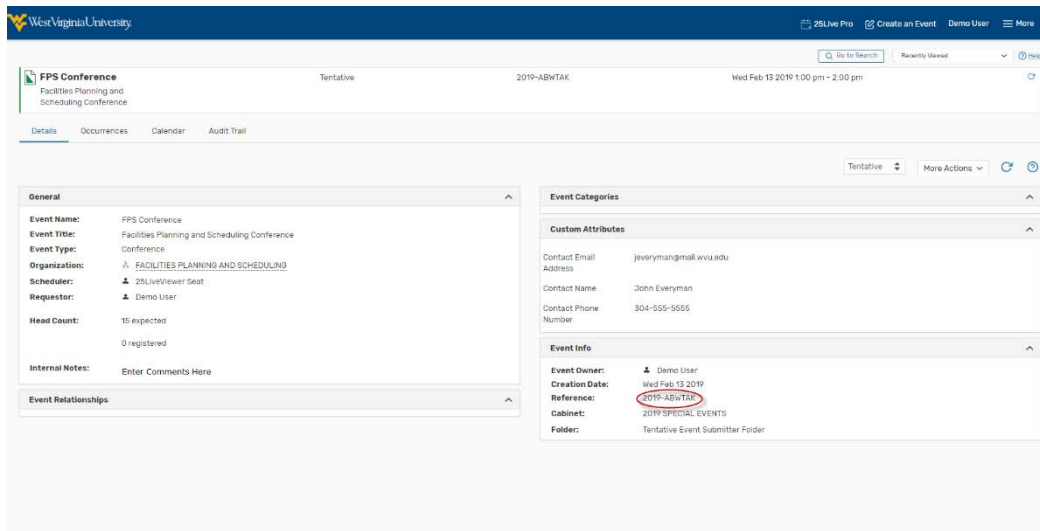 West Virginia University.
25Live Pro Create an Event Demo User More
Go to Search Recently Viewed Help
FPS Conference Tentative 2019-ABWTAK Wed Feb 13 2019 1:00 pm - 2:00 pm
Facilities Planning and
Scheduling Conference
Details Occurrences Calendar Audit Trail
Tentative More Actions
General
Event Name: FPS Conference
Event Title: Facilities Planning and Scheduling Conference
Event Type: Conference
Organization: FACILITIES PLANNING AND SCHEDULING
Scheduler: 25LiveViewer Seat
Requestor: Demo User
Head Count: 15 expected
0 registered
Internal Notes: Enter Comments Here
Event Relationships
Event Categories
Custom Attributes
Contact Email jeveryman@mail.wvu.edu
Address
Contact Name John Everyman
Contact Phone 304-555-5555
Number
Event Info
Event Owner: Demo User
Creation Date: Wed Feb 13 2019
Reference: 2019-ABWTAK
Cabinet: 2019 SPECIAL EVENTS
Folder: Tentative Event Submitter Folder